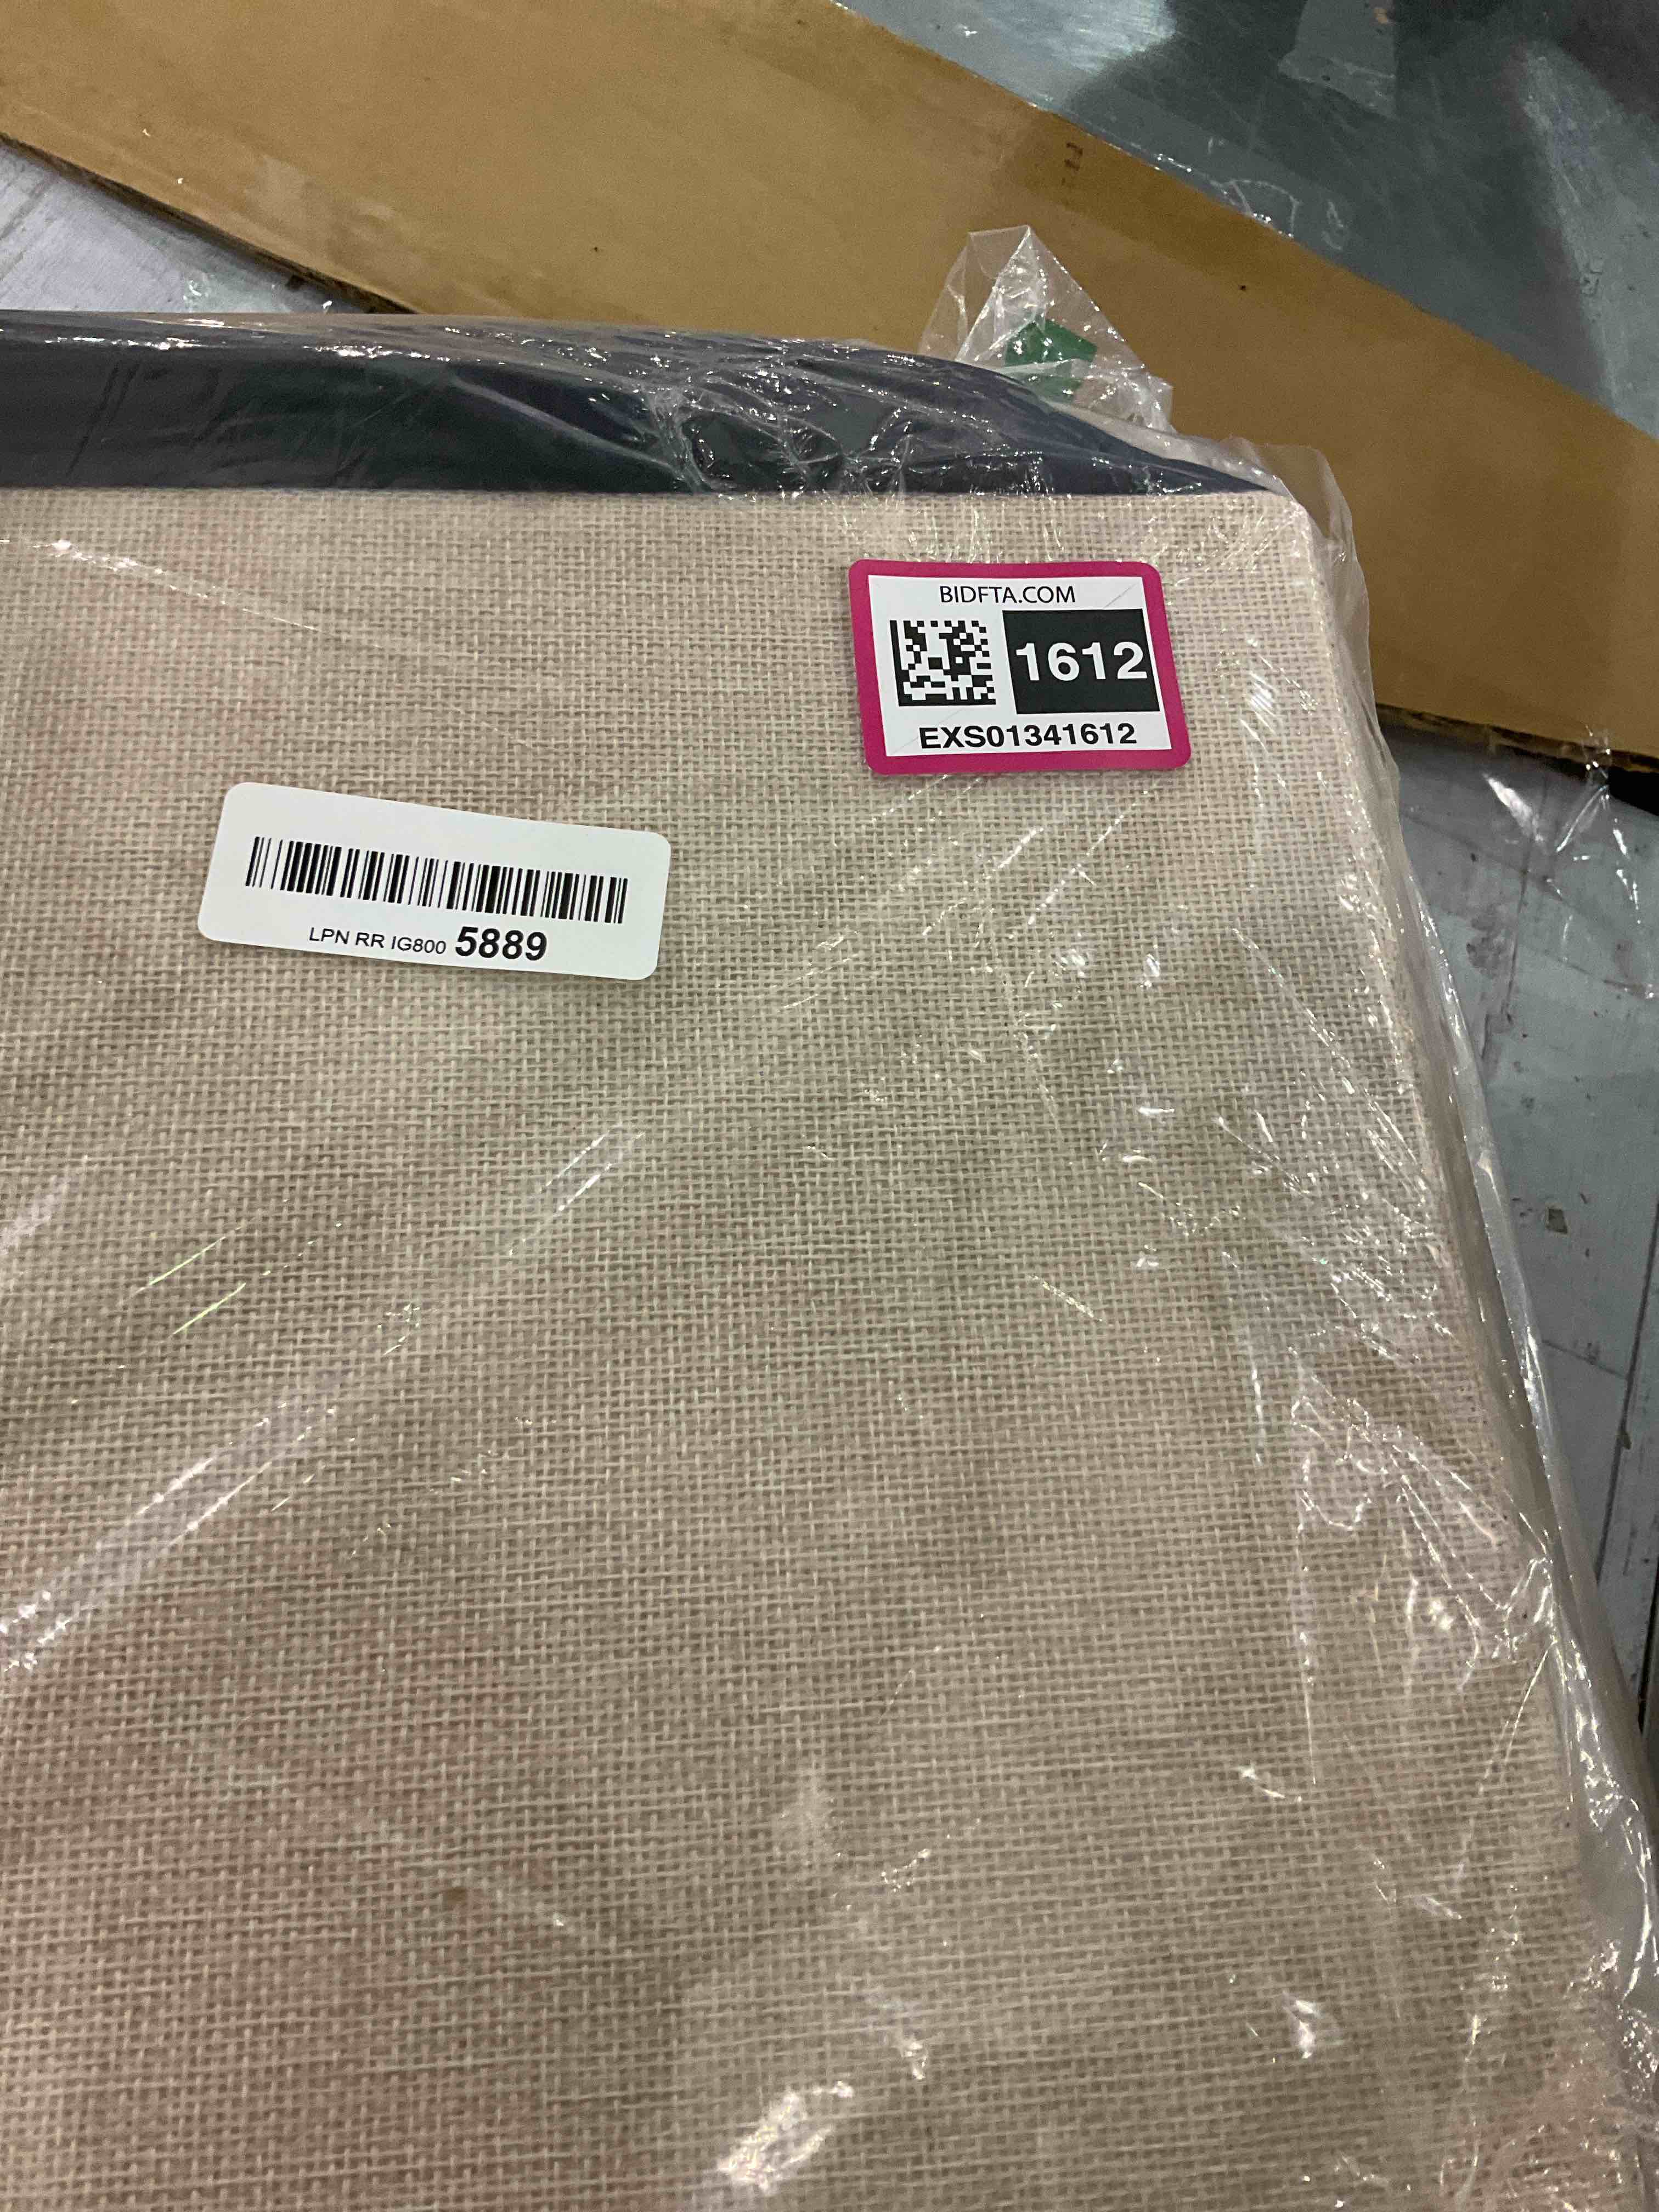 BIDFTA.COM
1612
EXS01341612
LPN RR IG800 5889